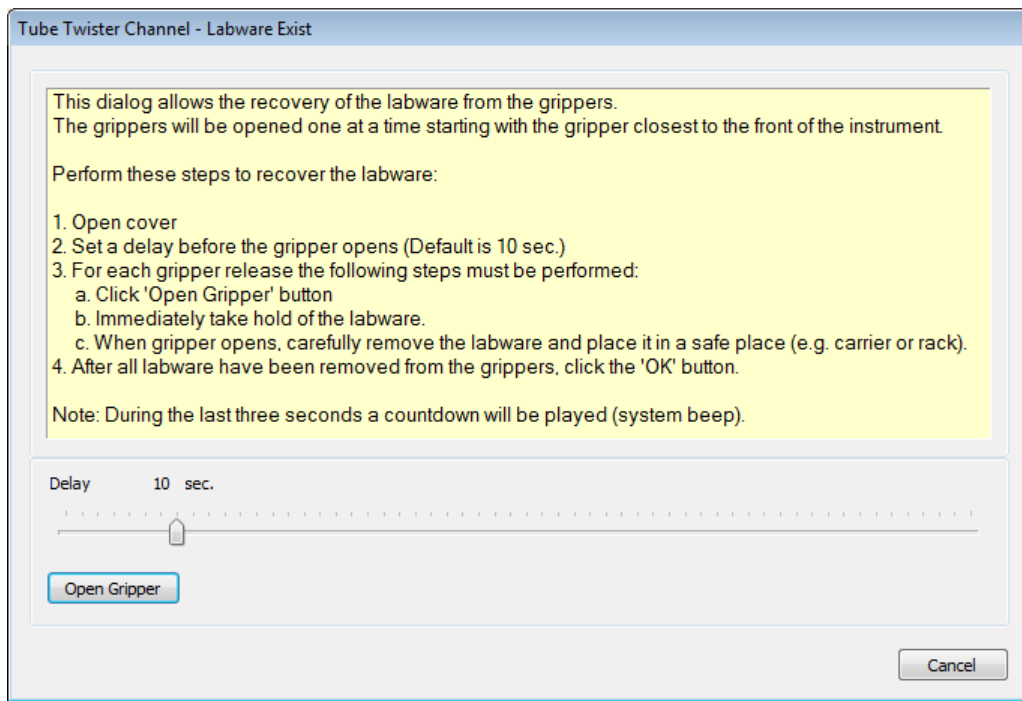 Tube Twister Channel - Labware Exist
This dialog allows the recovery of the labware from the grippers.
The grippers will be opened one at a time starting with the gripper closest to the front of the instrument.
Perform these steps to recover the labware:
1. Open cover
2. Set a delay before the gripper opens (Default is 10 sec.)
3. For each gripper release the following steps must be performed:
a. Click 'Open Gripper' button
b. Immediately take hold of the labware.
c. When gripper opens, carefully remove the labware and place it in a safe place (e.g. carrier or rack).
4. After all labware have been removed from the grippers, click the 'OK' button.
Note: During the last three seconds a countdown will be played (system beep).
Delay 10 sec.
Open Gripper
Cancel